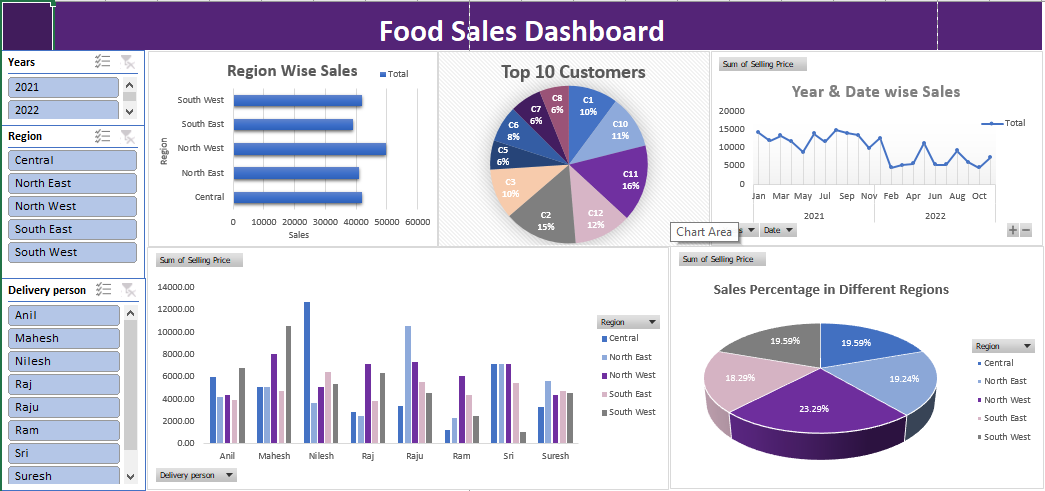 Food Sales Dashboard
Years
2021
2022
Region
Central
North East
North West
South East
South West
Delivery person
Anil
Mahesh
Nilesh
Raj
Raju
Ram
Sri
Suresh
Region Wise Sales
Total
South West
South East
North West
North East
Central
Region
0 10000 20000 30000 40000 50000 60000
Sales
Top 10 Customers
C1
10%
C10
11%
C11
16%
C12
12%
C2
15%
C3
10%
C5
6%
C6
8%
C7
6%
C8
6%
Sum of Selling Price
Year & Date wise Sales
20000
15000
10000
5000
0
Total
Jan Mar May Jul Sep Nov Feb Apr Jun Aug Oct
2021 2022
Chart Area
Date
Sum of Selling Price
14000.00
12000.00
10000.00
8000.00
6000.00
4000.00
2000.00
0.00
Anil Mahesh Nilesh Raj Raju Ram Sri Suresh
Region
Central
North East
North West
South East
South West
Delivery person
Sum of Selling Price
Sales Percentage in Different Regions
19.59%
19.24%
23.29%
18.29%
19.59%
Region
Central
North East
North West
South East
South West